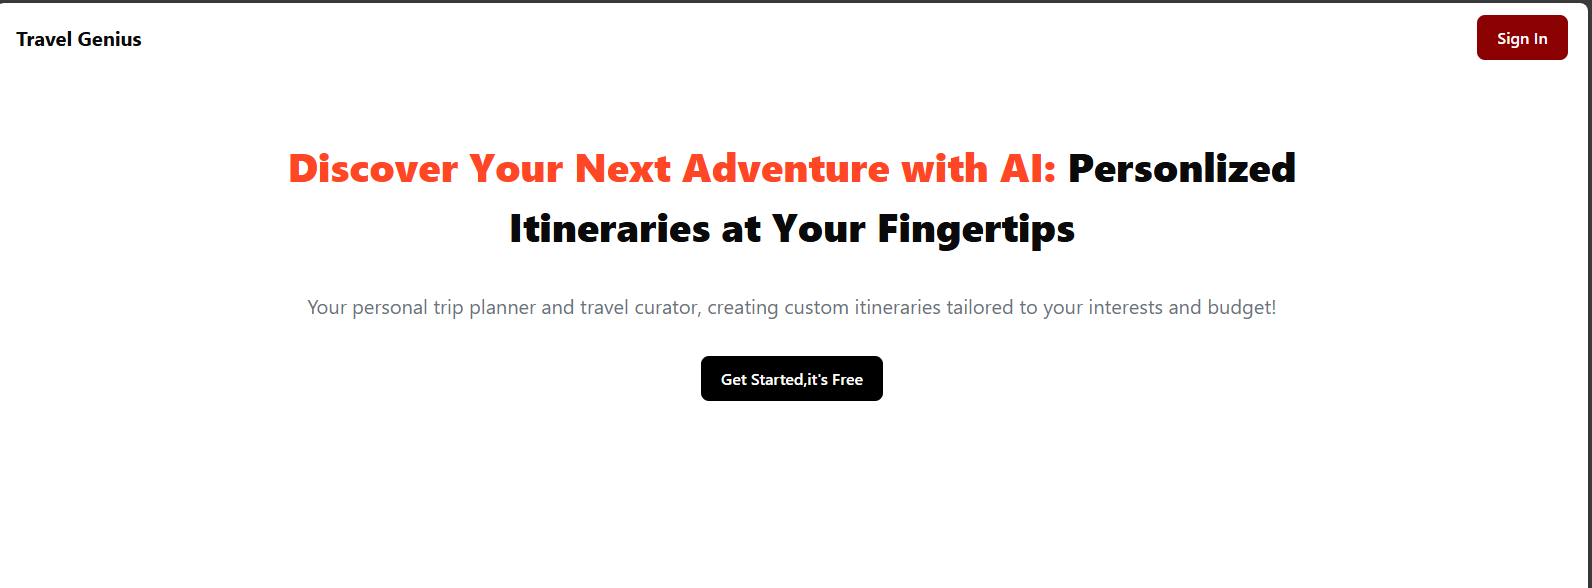 Travel Genius
Sign In
Discover Your Next Adventure with AI: Personlized
Itineraries at Your Fingertips
Your personal trip planner and travel curator, creating custom itineraries tailored to your interests and budget!
Get Started,it's Free